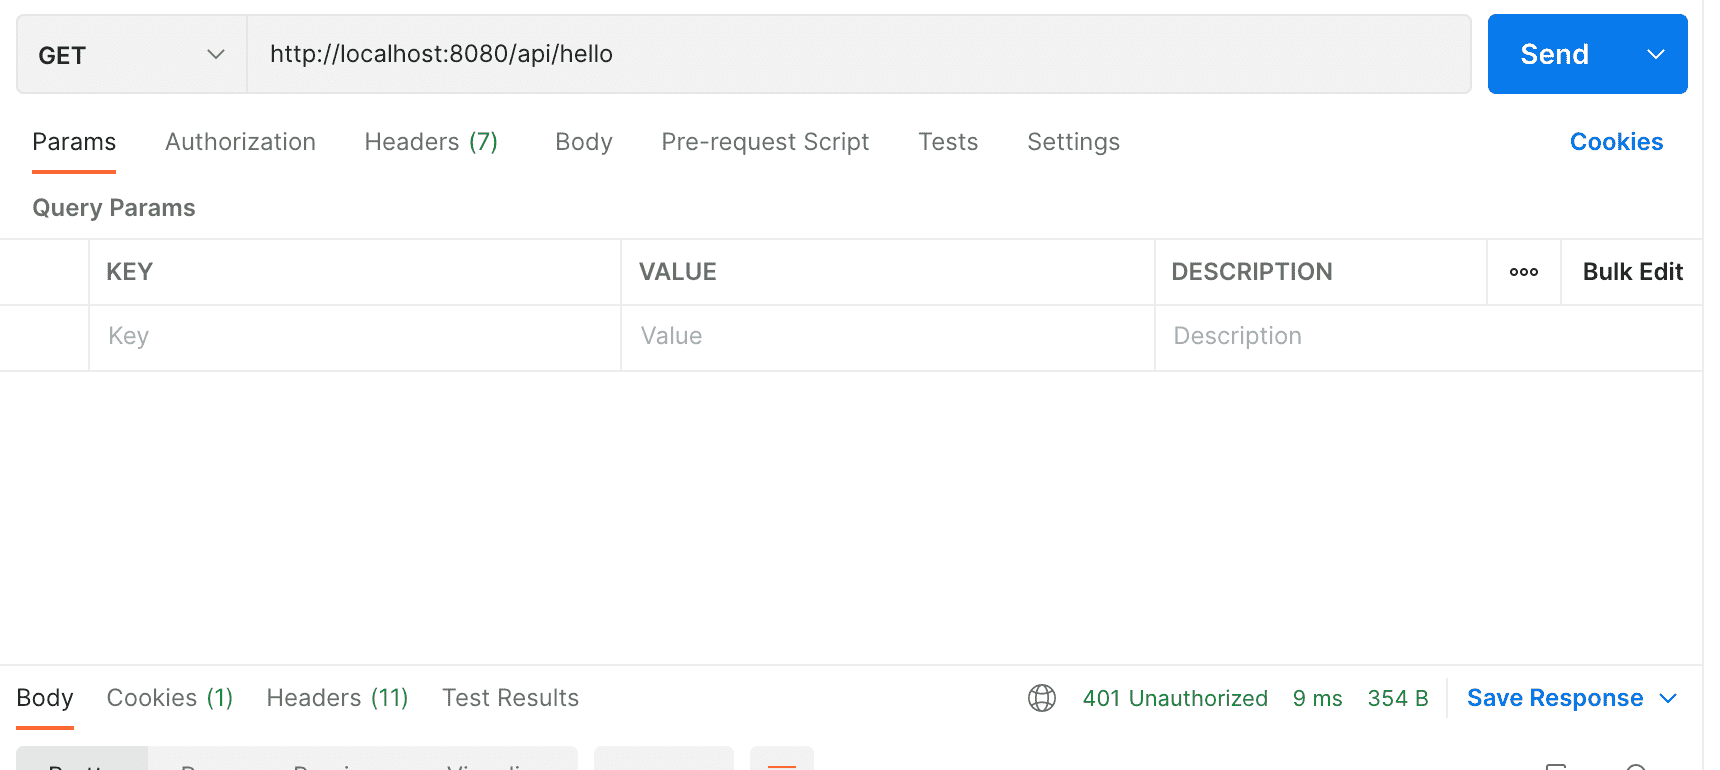 GET http://localhost:8080/api/hello Send
Params Authorization Headers (7) Body Pre-request Script Tests Settings Cookies
Query Params
KEY VALUE DESCRIPTION ooo Bulk Edit
Key Value Description
Body Cookies (1) Headers (11) Test Results 401 Unauthorized 9 ms 354 B Save Response